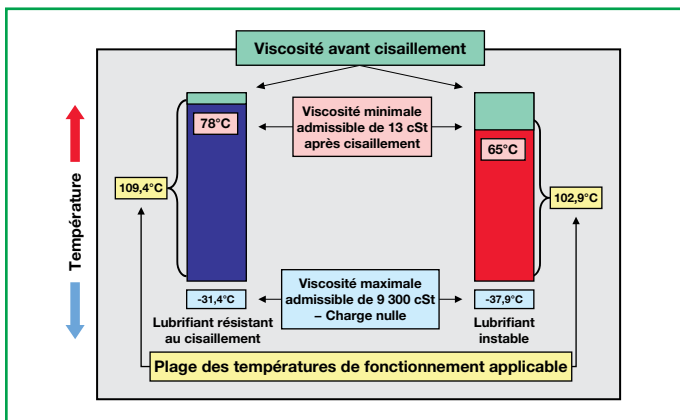 Viscosité avant cisaillement
Température
78°C
Viscosité minimale
admissible de 13 cSt
après cisaillement
65°C
109,4°C
102,9°C
-31,4°C
Viscosité maximale
admissible de 9 300 cSt
– Charge nulle
-37,9°C
Lubrifiant résistant
au cisaillement
Lubrifiant
instable
Plage des températures de fonctionnement applicable